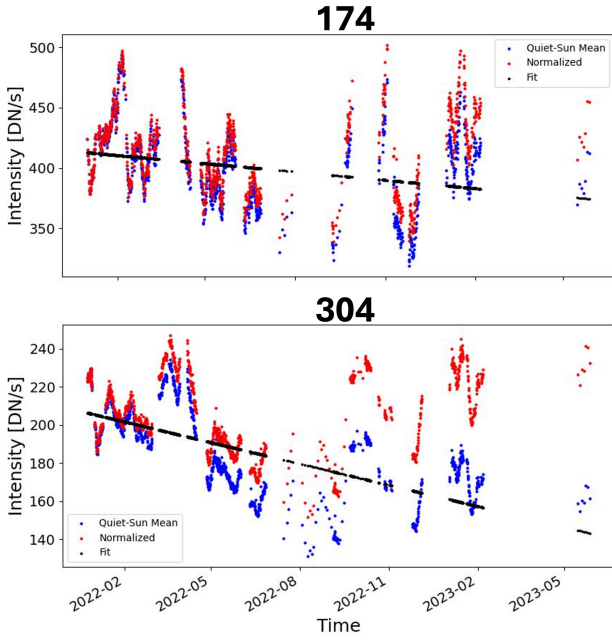 174
500
450
400
350
Intensity [DN/s]
Quiet-Sun Mean
Normalized
Fit
304
240
220
200
180
160
140
Intensity [DN/s]
Quiet-Sun Mean
Normalized
Fit
2022-02
2022-05
2022-08
2022-11
2023-02
2023-05
Time